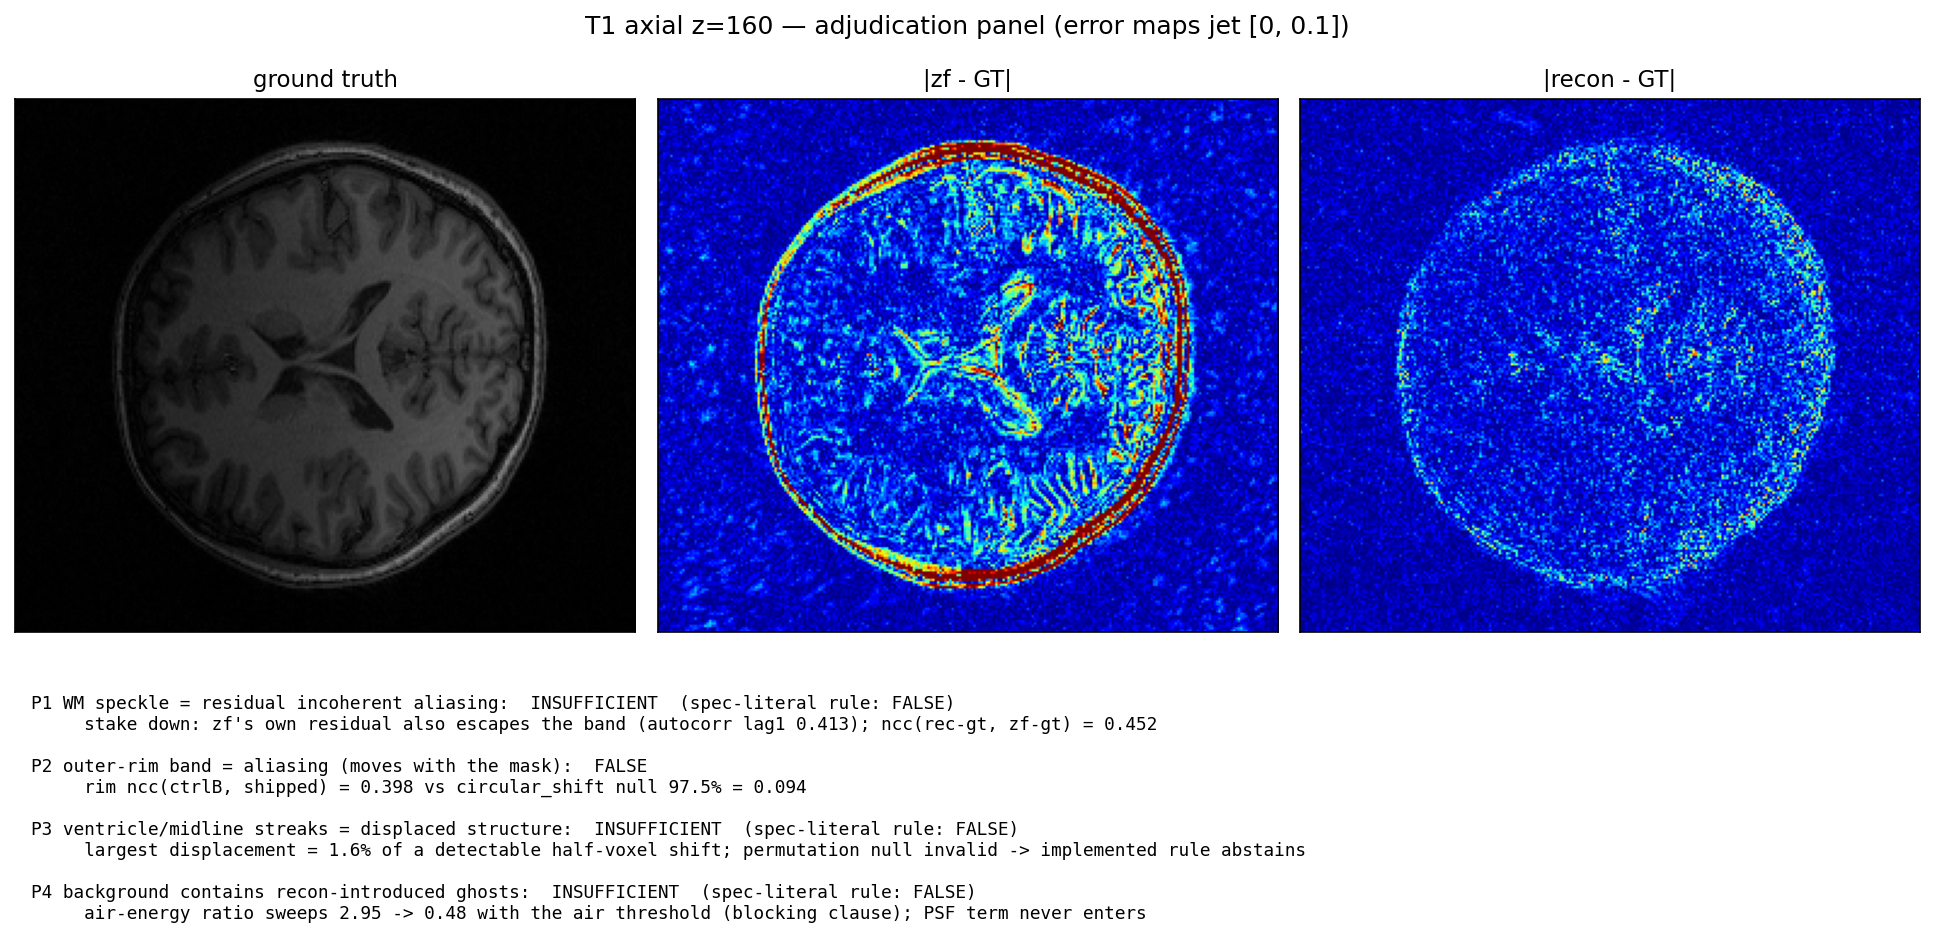 T1 axial z=160 — adjudication panel (error maps jet [0, 0.1])
ground truth
|zf - GT|
|recon - GT|
P1 WM speckle = residual incoherent aliasing:  INSUFFICIENT  (spec-literal rule: FALSE)
stake down: zf's own residual also escapes the band (autocorr lag1 0.413); ncc(rec-gt, zf-gt) = 0.452
P2 outer-rim band = aliasing (moves with the mask):  FALSE
rim ncc(ctrlB, shipped) = 0.398 vs circular_shift null 97.5% = 0.094
P3 ventricle/midline streaks = displaced structure:  INSUFFICIENT  (spec-literal rule: FALSE)
largest displacement = 1.6% of a detectable half-voxel shift; permutation null invalid -> implemented rule abstains
P4 background contains recon-introduced ghosts:  INSUFFICIENT  (spec-literal rule: FALSE)
air-energy ratio sweeps 2.95 -> 0.48 with the air threshold (blocking clause); PSF term never enters